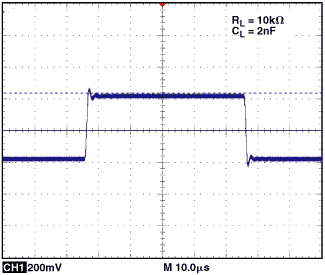 RL = 10kΩ
CL = 2nF
CH1 200mV M 10.0μs